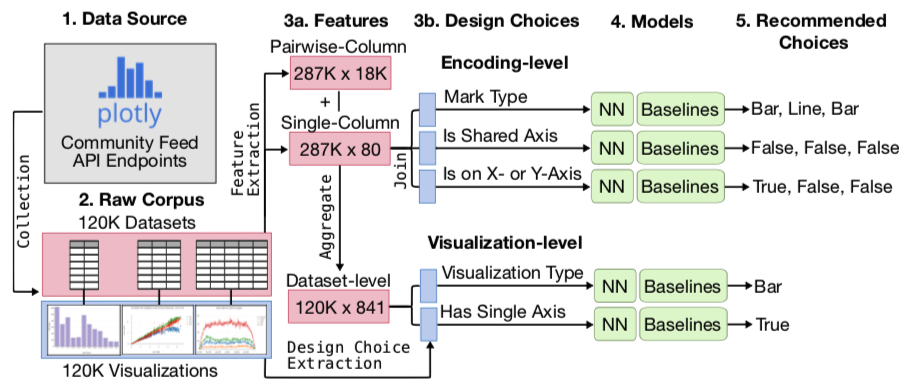 1. Data Source
plotly
Community Feed
API Endpoints
Collection
2. Raw Corpus
120K Datasets
120K Visualizations
Feature
Extraction
3a. Features
Pairwise-Column
287K x 18K
+
Single-Column
287K x 80
Aggregate
Dataset-level
120K x 841
Design Choice
Extraction
Join
3b. Design Choices
Encoding-level
Mark Type
Is Shared Axis
Is on X- or Y-Axis
Visualization-level
Visualization Type
Has Single Axis
4. Models
NN Baselines
NN Baselines
NN Baselines
NN Baselines
NN Baselines
5. Recommended
Choices
Bar, Line, Bar
False, False, False
True, False, False
Bar
True